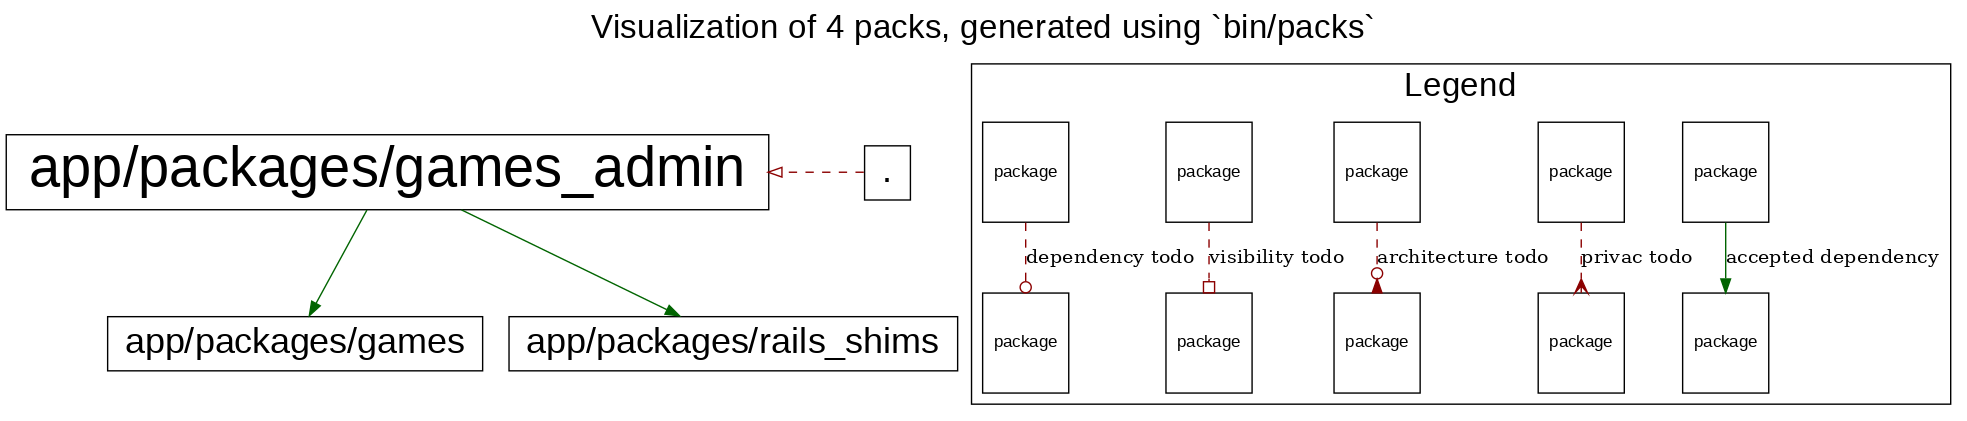 Visualization of 4 packs, generated using `bin/packs`
app/packages/games_admin
.
app/packages/games
app/packages/rails_shims
Legend
package
package
package
package
package
dependency todo
visibility todo
architecture todo
privac todo
accepted dependency
package
package
package
package
package